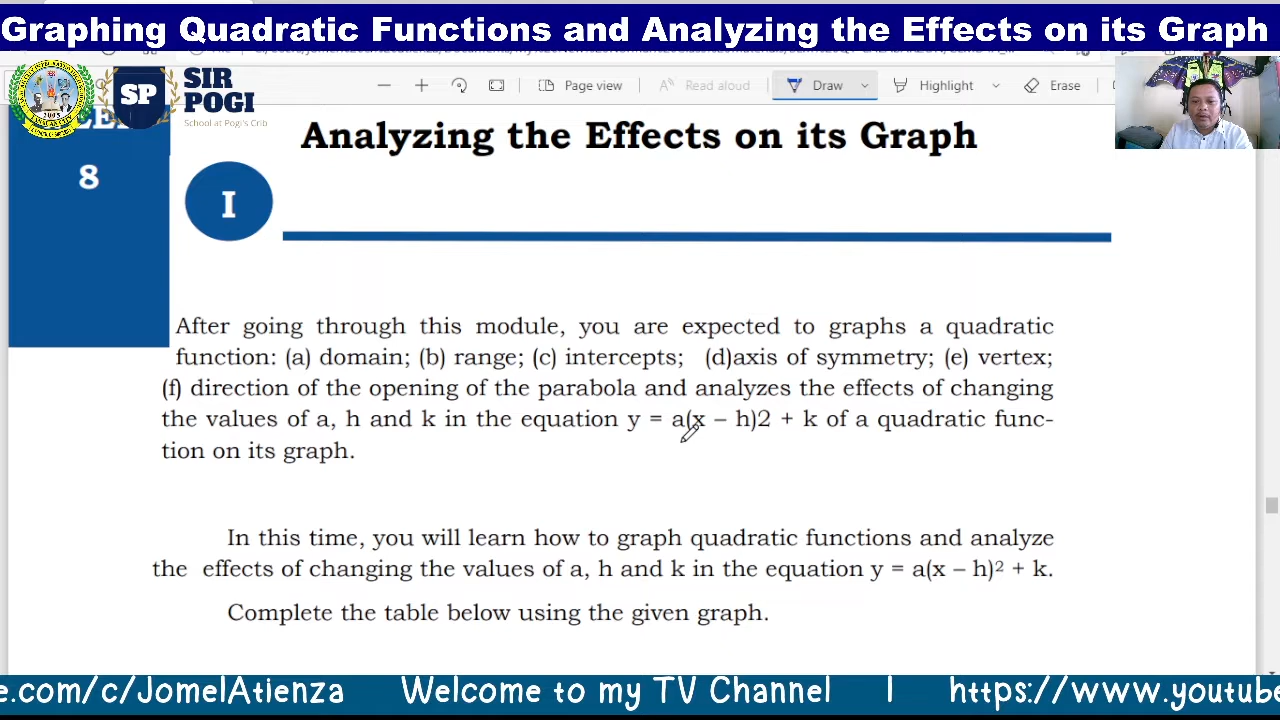 Graphing Quadratic Functions and Analyzing the Effects on its Graph
Page view
Read aloud
Draw
Highlight
Erase
SP
SIR
POGI
School at Pogi's Crib
2008
8
Analyzing the Effects on its Graph
I
After going through this module, you are expected to graphs a quadratic
function: (a) domain; (b) range; (c) intercepts; (d)axis of symmetry; (e) vertex;
(f) direction of the opening of the parabola and analyzes the effects of changing
the values of a, h and k in the equation y = a(x – h)2 + k of a quadratic func-
tion on its graph.
In this time, you will learn how to graph quadratic functions and analyze
the effects of changing the values of a, h and k in the equation y = a(x – h)² + k.
Complete the table below using the given graph.
e.com/c/JomelAtienza Welcome to my TV Channel I https://www.youtube